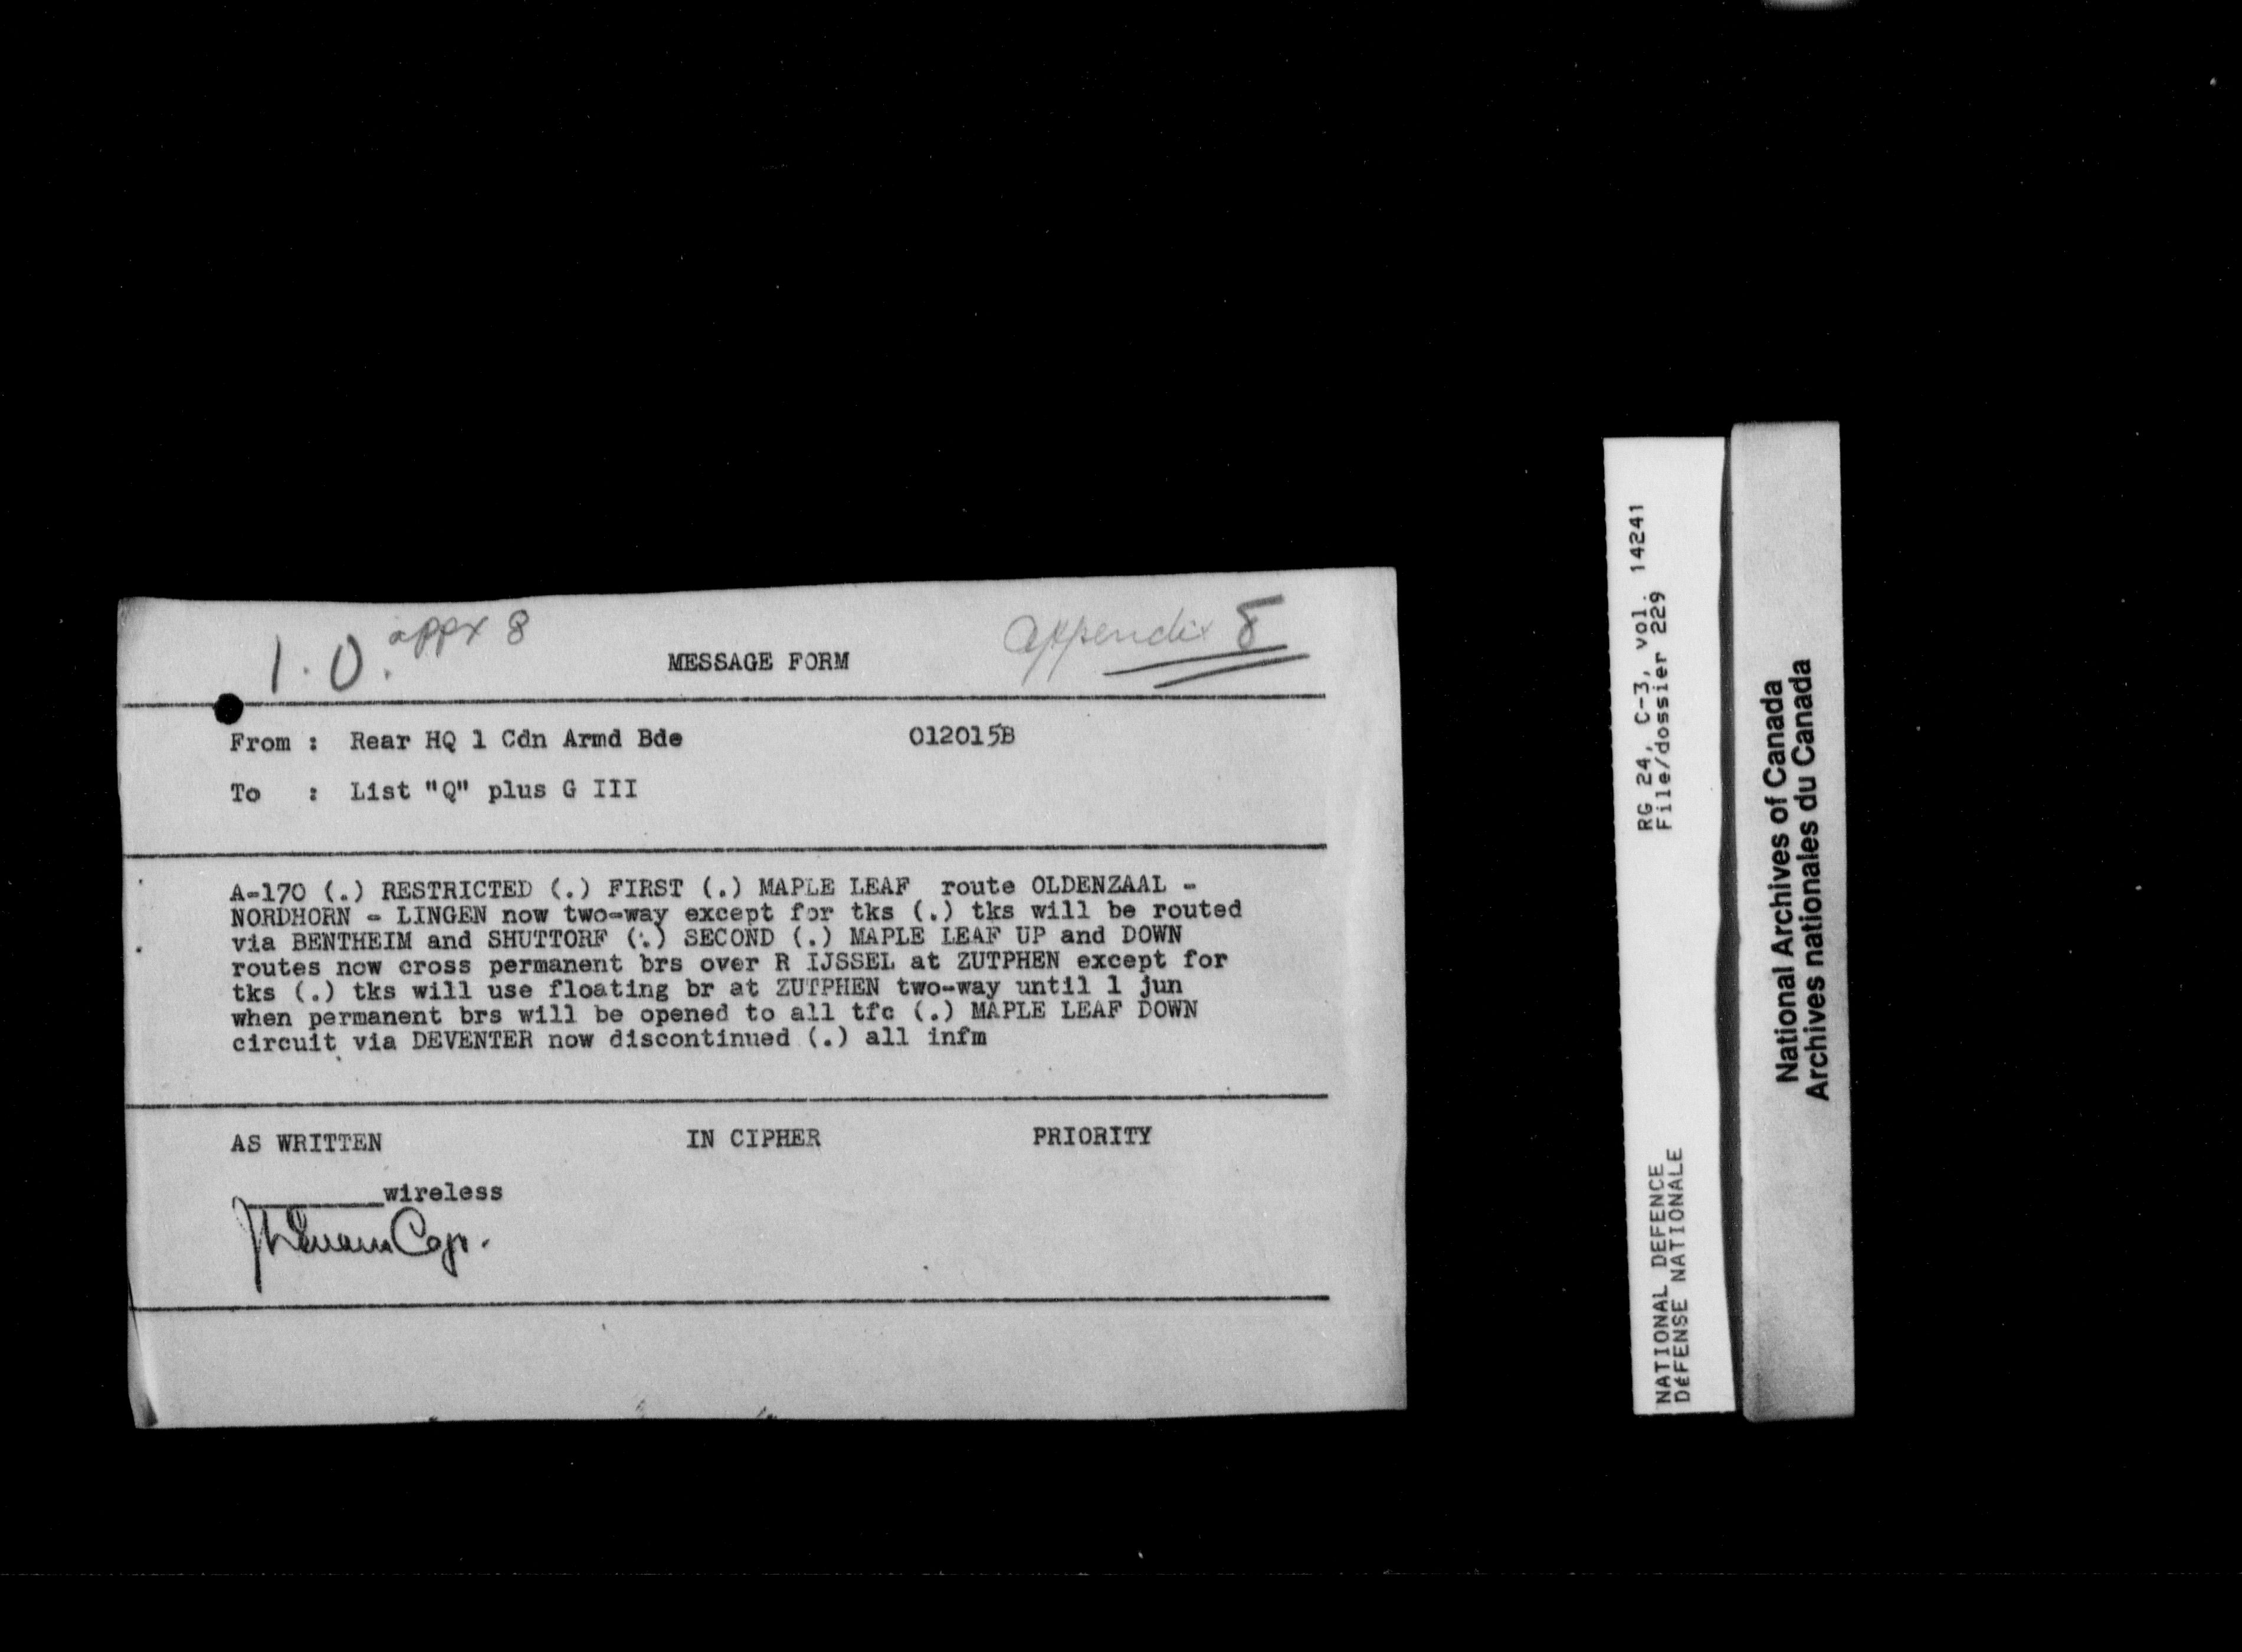 1.0. appx 8
appendix 8
MESSAGE FORM
From : Rear HQ 1 Cdn Armd Bde 012015B
To : List "Q" plus G III
A-170 (.) RESTRICTED (.) FIRST (.) MAPLE LEAF route OLDENZAAL -
NORDHORN - LINGEN now two-way except for tks (.) tks will be routed
via BENTHEIM and SHUTTORF (.) SECOND (.) MAPLE LEAF UP and DOWN
routes now cross permanent brs over R IJSSEL at ZUTPHEN except for
tks (.) tks will use floating br at ZUTPHEN two-way until 1 jun
when permanent brs will be opened to all tfc (.) MAPLE LEAF DOWN
circuit via DEVENTER now discontinued (.) all infm
AS WRITTEN IN CIPHER PRIORITY
wireless
Capt.
RG 24, C-3, vol. 14241
File/dossier 229
NATIONAL DEFENCE
DéFENSE NATIONALE
National Archives of Canada
Archives nationales du Canada